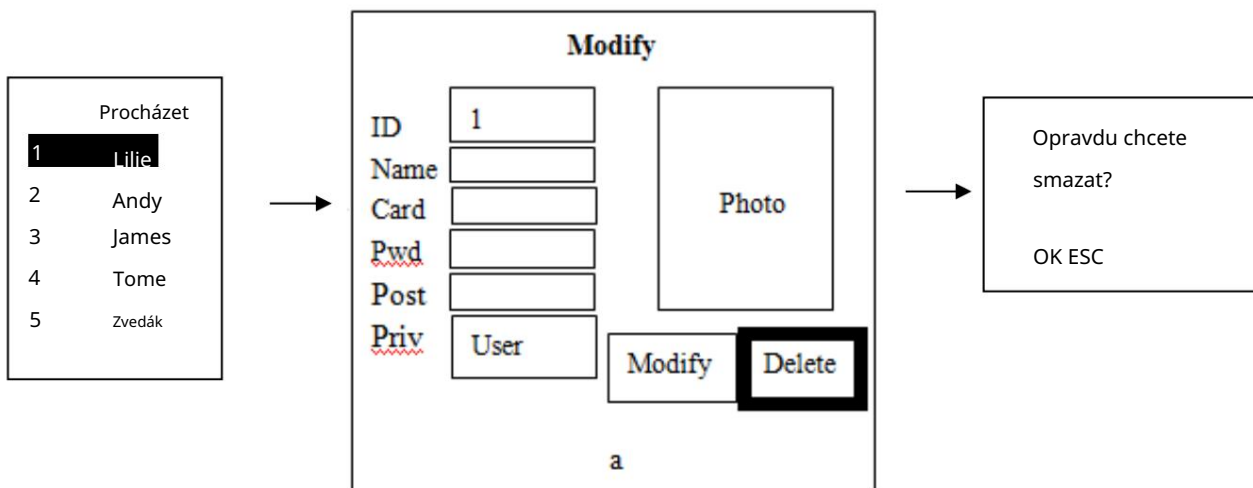 Procházet
1 Lilie
2 Andy
3 James
4 Tome
5 Zvedák
Modify
ID 1
Name
Card
Pwd
Post
Priv User
Photo
Modify Delete
a
Opravdu chcete
smazat?
OK ESC